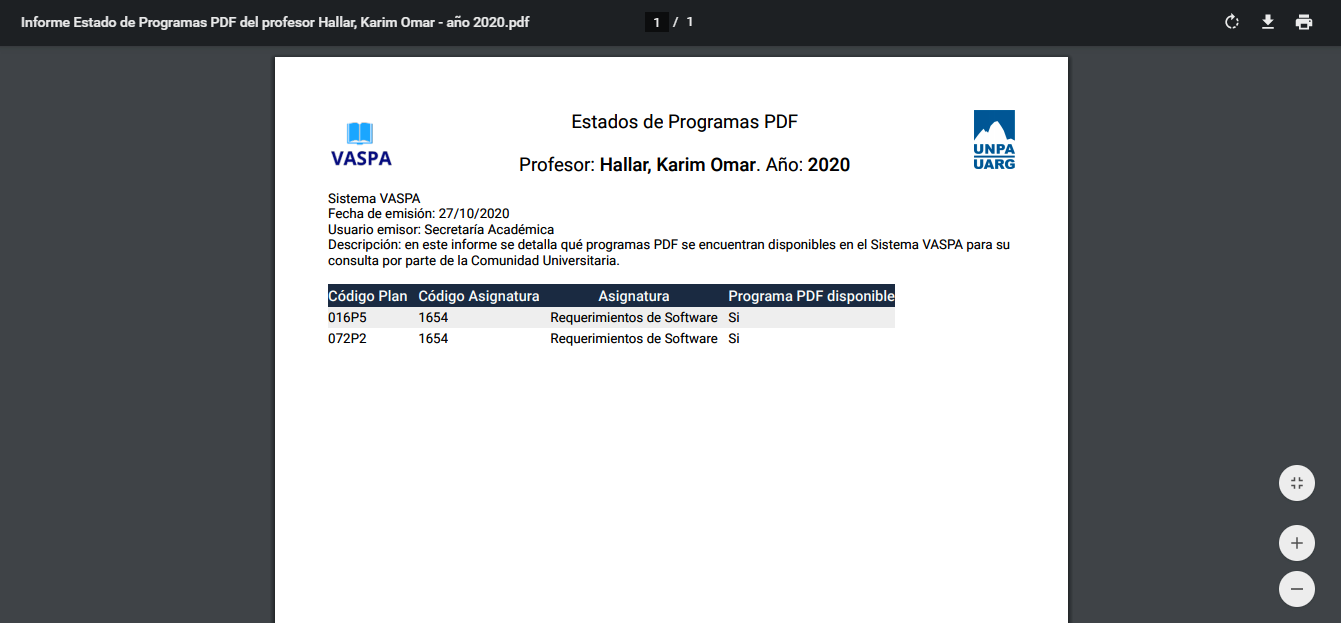 Informe Estado de Programas PDF del profesor Hallar, Karim Omar - año 2020.pdf
1 / 1
Estados de Programas PDF
VASPA
UNPA
UARG
Profesor: Hallar, Karim Omar. Año: 2020
Sistema VASPA
Fecha de emisión: 27/10/2020
Usuario emisor: Secretaría Académica
Descripción: en este informe se detalla qué programas PDF se encuentran disponibles en el Sistema VASPA para su
consulta por parte de la Comunidad Universitaria.
Código Plan Código Asignatura Asignatura Programa PDF disponible
016P5 1654 Requerimientos de Software Si
072P2 1654 Requerimientos de Software Si